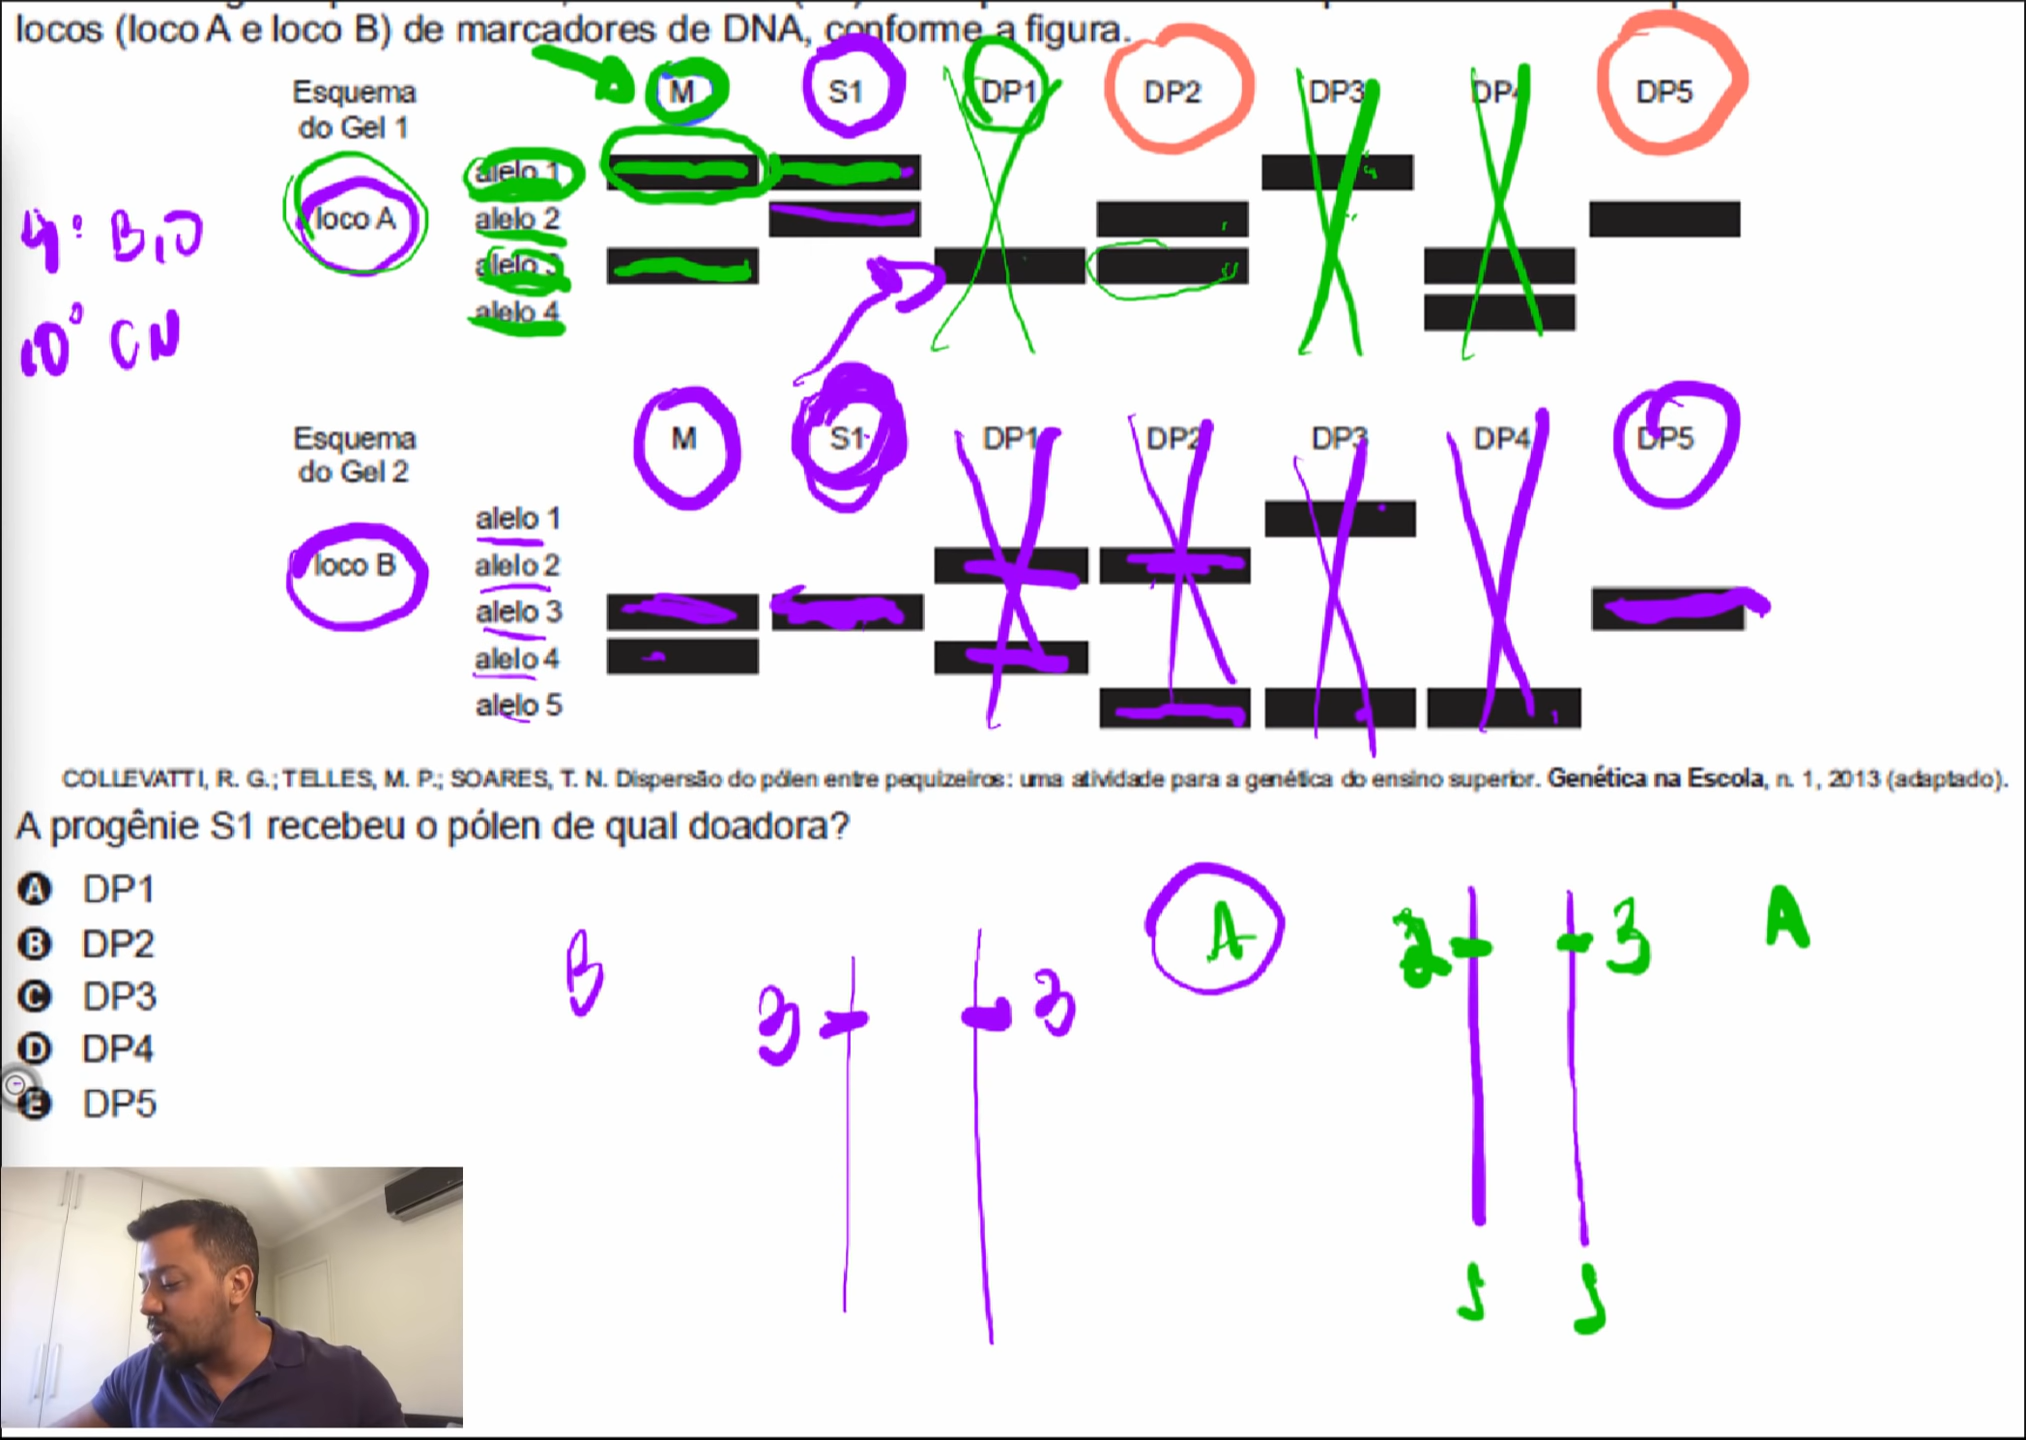 locos (loco A e loco B) de marcadores de DNA, conforme a figura.
Esquema do Gel 1
M S1 DP1 DP2 DP3 DP4 DP5
alelo 1
loco A
alelo 2
alelo 3
alelo 4
4º BIO
10º CN
Esquema do Gel 2
M S1 DP1 DP2 DP3 DP4 DP5
alelo 1
loco B
alelo 2
alelo 3
alelo 4
alelo 5
COLLEVATTI, R. G.; TELLES, M. P.; SOARES, T. N. Dispersão do pólen entre pequizeiros: uma atividade para a genética do ensino superior. Genética na Escola, n. 1, 2013 (adaptado).
A progênie S1 recebeu o pólen de qual doadora?
A DP1
B DP2
C DP3
D DP4
E DP5
B
3 3
A
2 3
A